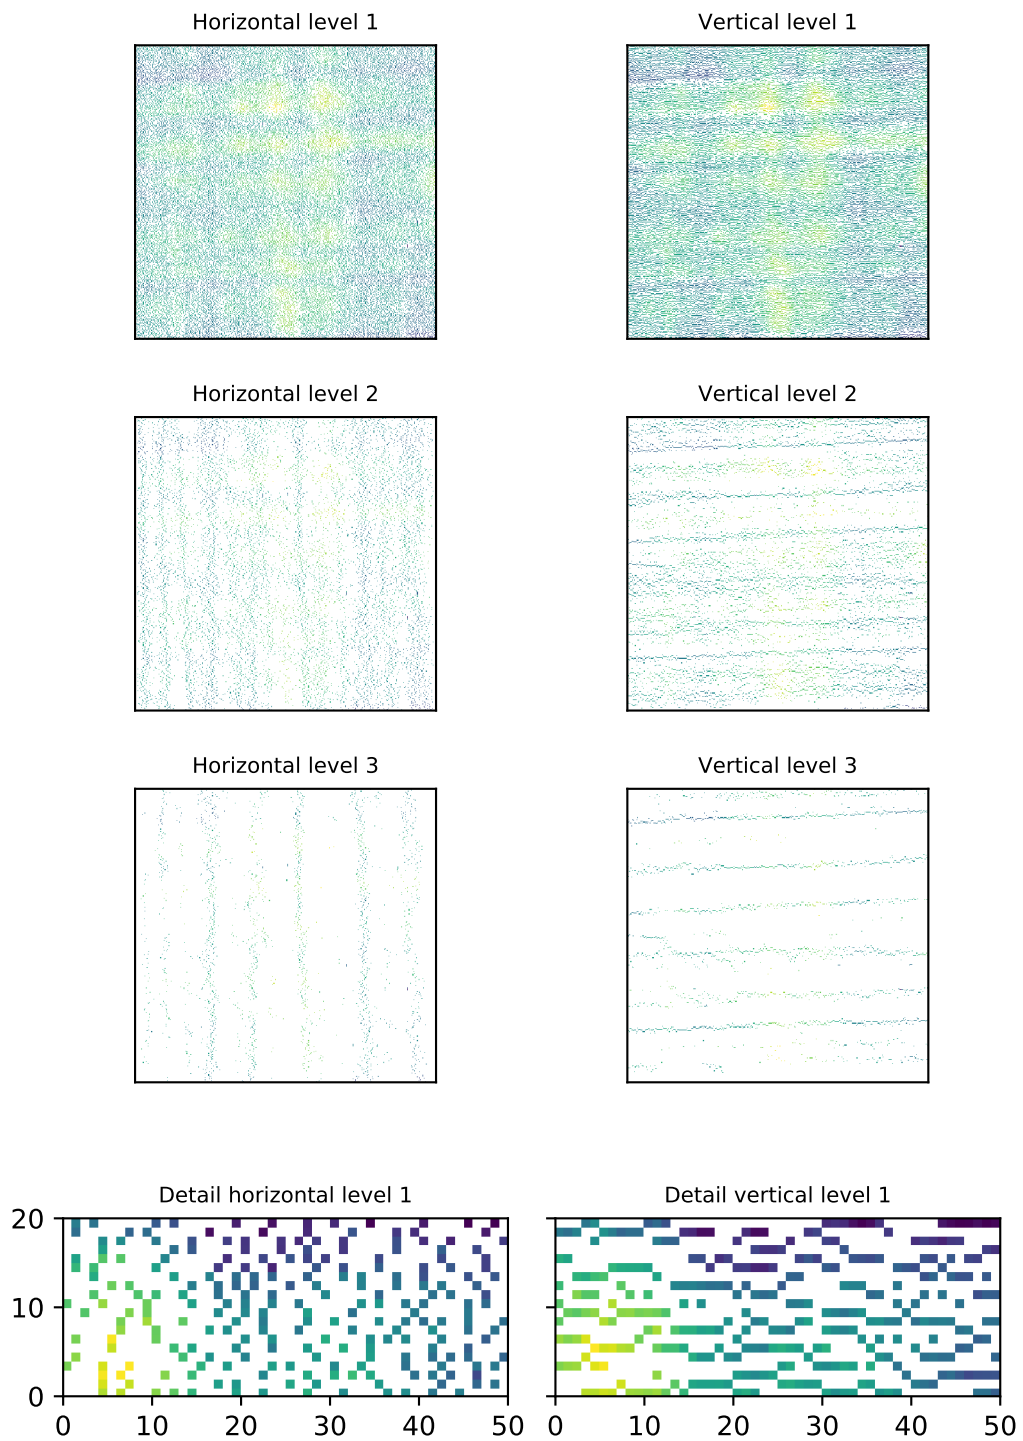 Horizontal level 1
Vertical level 1
Horizontal level 2
Vertical level 2
Horizontal level 3
Vertical level 3
Detail horizontal level 1
Detail vertical level 1
20
10
0
0 10 20 30 40 50
0 10 20 30 40 50